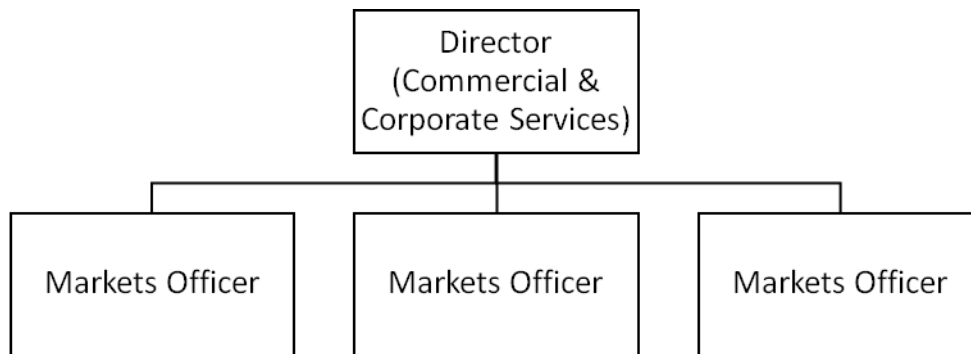 Director
(Commercial &
Corporate Services)
Markets Officer
Markets Officer
Markets Officer